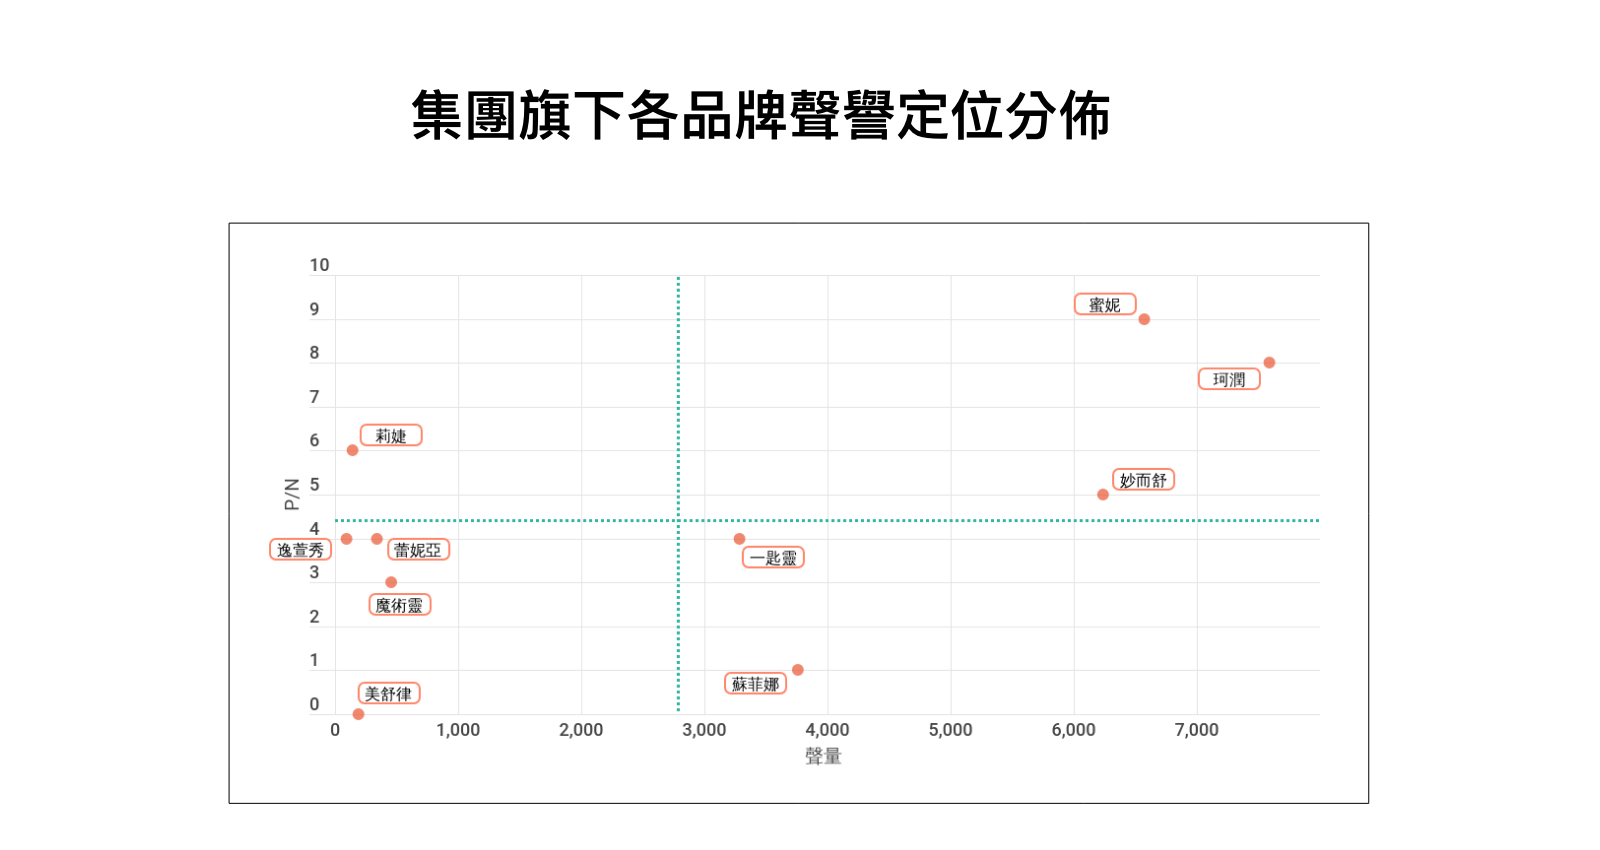 集團旗下各品牌聲譽定位分佈
10
9
蜜妮
8
珂潤
7
莉婕
6
妙而舒
5
P/N
4
逸萱秀
蕾妮亞
一匙靈
3
魔術靈
2
1
蘇菲娜
美舒律
0
0 1,000 2,000 3,000 4,000 5,000 6,000 7,000
聲量